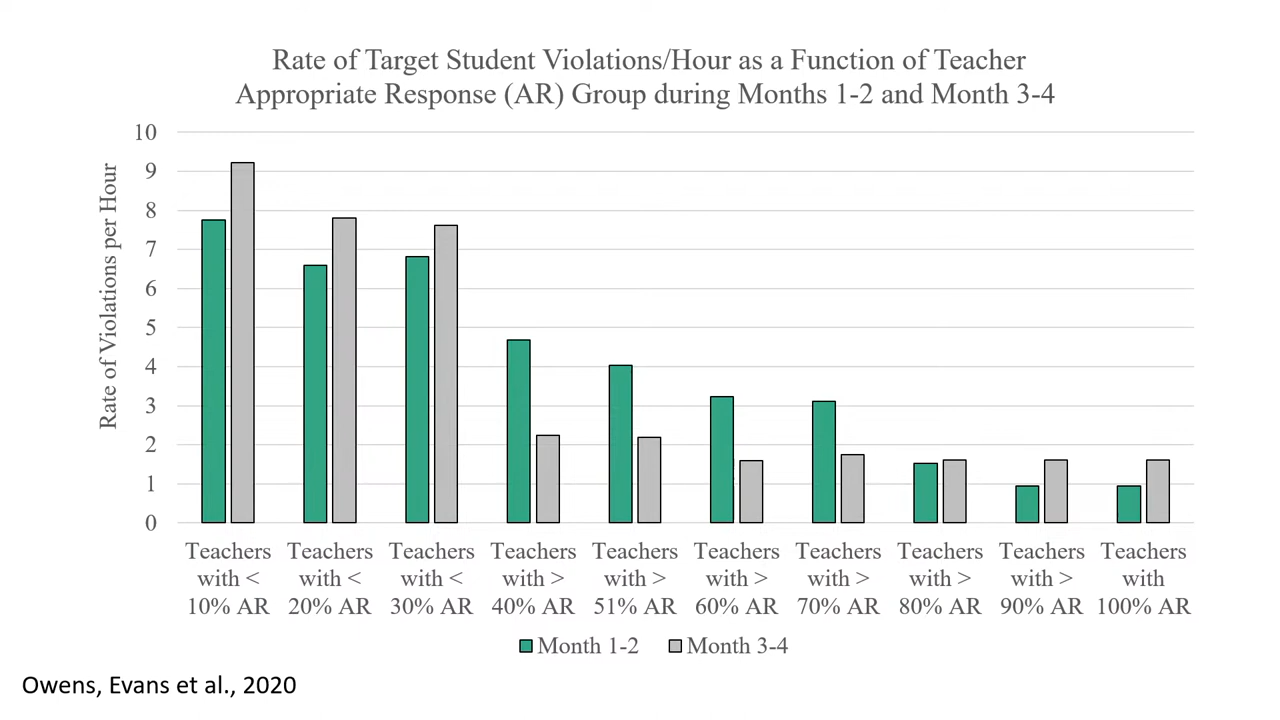 Rate of Target Student Violations/Hour as a Function of Teacher
Appropriate Response (AR) Group during Months 1-2 and Month 3-4
Rate of Violations per Hour
10
9
8
7
6
5
4
3
2
1
0
Teachers with < 10% AR
Teachers with < 20% AR
Teachers with < 30% AR
Teachers with > 40% AR
Teachers with > 51% AR
Teachers with > 60% AR
Teachers with > 70% AR
Teachers with > 80% AR
Teachers with > 90% AR
Teachers with 100% AR
Month 1-2
Month 3-4
Owens, Evans et al., 2020